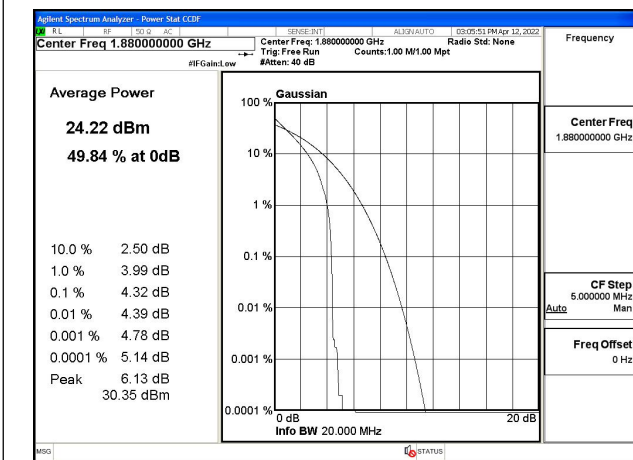 Agilent Spectrum Analyzer - Power Stat CCDF
RL RF 50 Ω AC SENSE:INT ALIGN AUTO 03:05:51 PM Apr 12, 2022
Center Freq 1.880000000 GHz
Center Freq: 1.880000000 GHz Radio Std: None
Trig: Free Run Counts:1.00 M/1.00 Mpt
#IFGain:Low #Atten: 40 dB
Frequency
Average Power
24.22 dBm
49.84 % at 0dB
10.0 % 2.50 dB
1.0 % 3.99 dB
0.1 % 4.32 dB
0.01 % 4.39 dB
0.001 % 4.78 dB
0.0001 % 5.14 dB
Peak 6.13 dB
30.35 dBm
Gaussian
100 %
10 %
1 %
0.1 %
0.01 %
0.001 %
0.0001 %
0 dB 20 dB
Info BW 20.000 MHz
Center Freq
1.880000000 GHz
CF Step
5.000000 MHz
Auto Man
Freq Offset
0 Hz
MSG STATUS